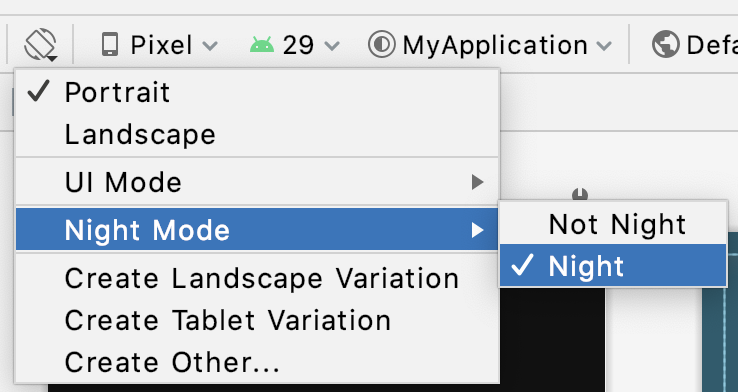 Pixel 29 MyApplication Defa
Portrait
Landscape
UI Mode
Night Mode
Not Night
Night
Create Landscape Variation
Create Tablet Variation
Create Other...